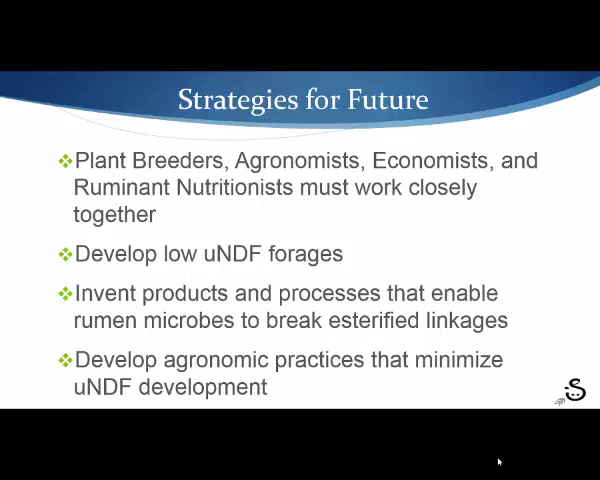 Strategies for Future
Plant Breeders, Agronomists, Economists, and
Ruminant Nutritionists must work closely
together
Develop low uNDF forages
Invent products and processes that enable
rumen microbes to break esterified linkages
Develop agronomic practices that minimize
uNDF development